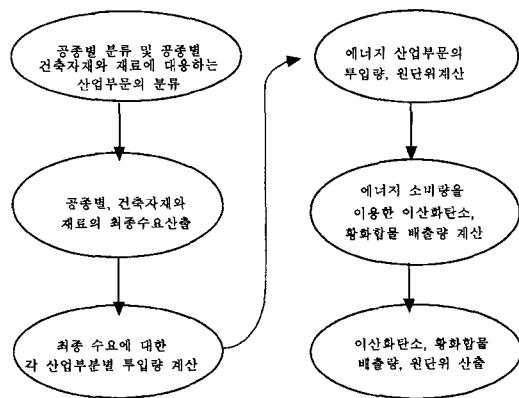 공종별 분류 및 공종별
건축자재와 재료에 대응하는
산업부문의 분류
공종별, 건축자재와
재료의 최종수요산출
최종 수요에 대한
각 산업부분별 투입량 계산
에너지 산업부문의
투입량, 원단위계산
에너지 소비량을
이용한 이산화탄소,
황화합물 배출량 계산
이산화탄소, 황화합물
배출량, 원단위 산출